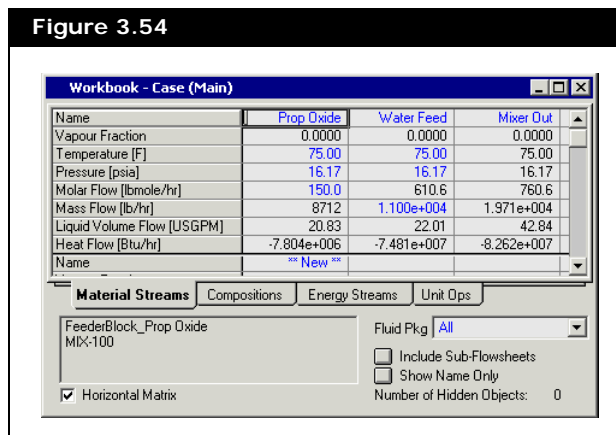 Figure 3.54
Workbook - Case (Main)
Name Prop Oxide Water Feed Mixer Out
Vapour Fraction 0.0000 0.0000 0.0000
Temperature [F] 75.00 75.00 75.00
Pressure [psia] 16.17 16.17 16.17
Molar Flow [lbmole/hr] 150.0 610.6 760.6
Mass Flow [lb/hr] 8712 1.100e+004 1.971e+004
Liquid Volume Flow [USGPM] 20.83 22.01 42.84
Heat Flow [Btu/hr] -7.804e+006 -7.481e+007 -8.262e+007
Name ** New **
Material Streams Compositions Energy Streams Unit Ops
FeederBlock_Prop Oxide
MIX-100
Fluid Pkg All
Include Sub-Flowsheets
Show Name Only
Horizontal Matrix
Number of Hidden Objects: 0